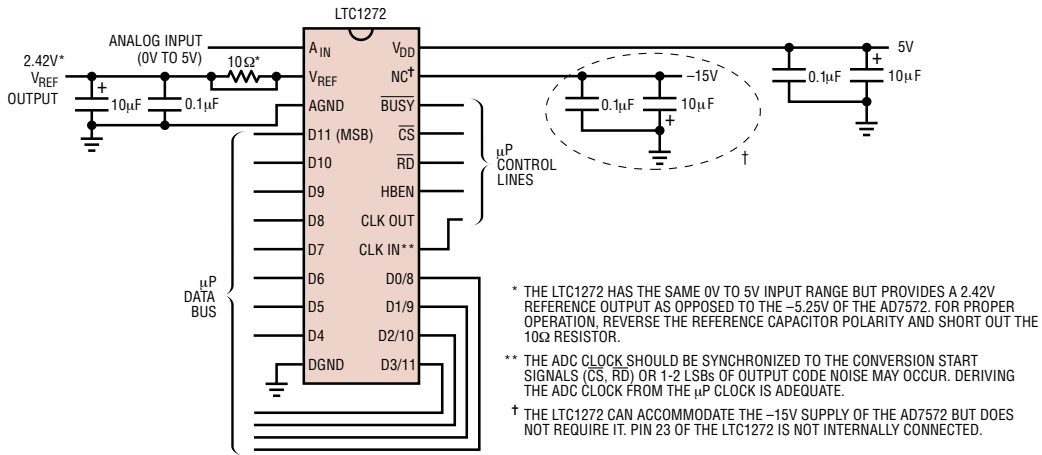 LTC1272
ANALOG INPUT
(0V TO 5V)
2.42V*
V_REF
OUTPUT
10Ω*
10μF
0.1μF
A_IN
V_REF
AGND
D11 (MSB)
D10
D9
D8
D7
D6
D5
D4
DGND
V_DD
NC†
BUSY
CS
RD
HBEN
CLK OUT
CLK IN**
D0/8
D1/9
D2/10
D3/11
5V
0.1μF
10μF
–15V
0.1μF
10μF
†
μP
CONTROL
LINES
μP
DATA
BUS
* THE LTC1272 HAS THE SAME 0V TO 5V INPUT RANGE BUT PROVIDES A 2.42V
REFERENCE OUTPUT AS OPPOSED TO THE –5.25V OF THE AD7572. FOR PROPER
OPERATION, REVERSE THE REFERENCE CAPACITOR POLARITY AND SHORT OUT THE
10Ω RESISTOR.
** THE ADC CLOCK SHOULD BE SYNCHRONIZED TO THE CONVERSION START
SIGNALS (CS, RD) OR 1-2 LSBs OF OUTPUT CODE NOISE MAY OCCUR. DERIVING
THE ADC CLOCK FROM THE μP CLOCK IS ADEQUATE.
† THE LTC1272 CAN ACCOMMODATE THE –15V SUPPLY OF THE AD7572 BUT DOES
NOT REQUIRE IT. PIN 23 OF THE LTC1272 IS NOT INTERNALLY CONNECTED.